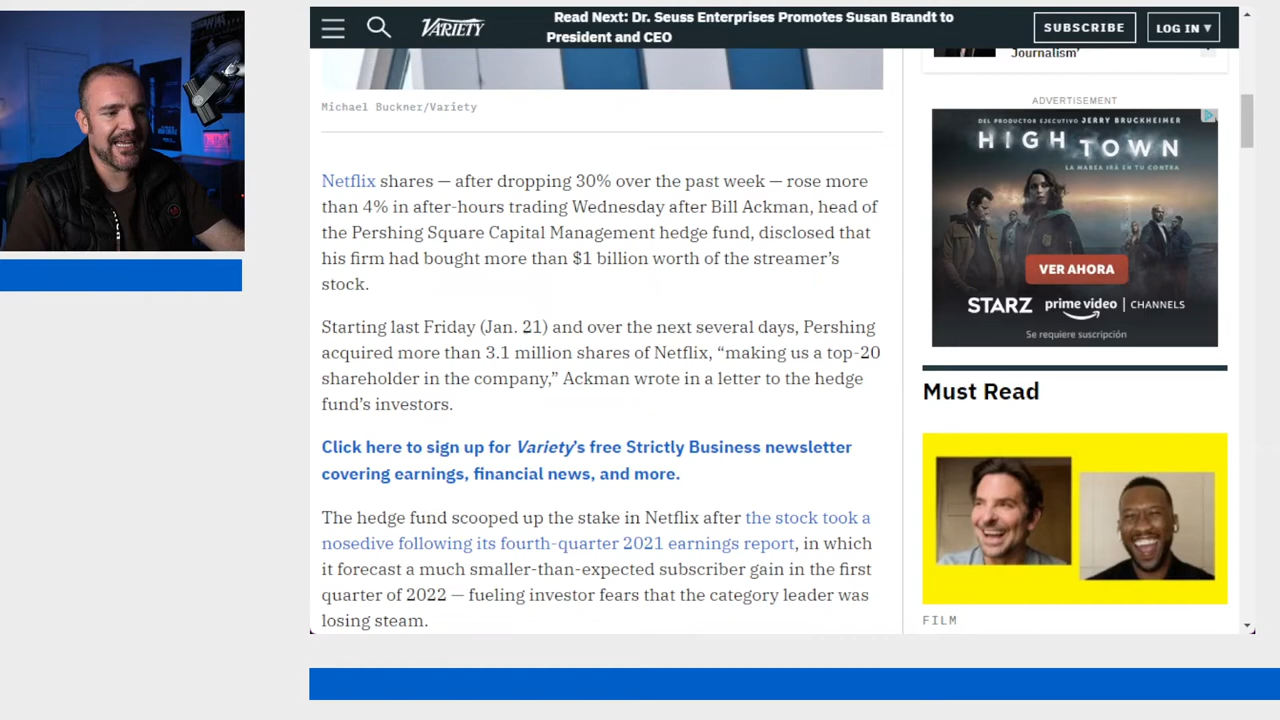 VARIETY
Read Next: Dr. Seuss Enterprises Promotes Susan Brandt to
President and CEO
SUBSCRIBE
LOG IN ▾
Michael Buckner/Variety
Netflix shares — after dropping 30% over the past week — rose more
than 4% in after-hours trading Wednesday after Bill Ackman, head of
the Pershing Square Capital Management hedge fund, disclosed that
his firm had bought more than $1 billion worth of the streamer’s
stock.
Starting last Friday (Jan. 21) and over the next several days, Pershing
acquired more than 3.1 million shares of Netflix, “making us a top-20
shareholder in the company,” Ackman wrote in a letter to the hedge
fund’s investors.
Click here to sign up for Variety’s free Strictly Business newsletter
covering earnings, financial news, and more.
The hedge fund scooped up the stake in Netflix after the stock took a
nosedive following its fourth-quarter 2021 earnings report, in which
it forecast a much smaller-than-expected subscriber gain in the first
quarter of 2022 — fueling investor fears that the category leader was
losing steam.
Journalism’
ADVERTISEMENT
DEL PRODUCTOR EJECUTIVO JERRY BRUCKHEIMER
HIGHTOWN
LA MAREA IRÁ EN TU CONTRA
VER AHORA
STARZ prime video | CHANNELS
Se requiere suscripción
Must Read
FILM